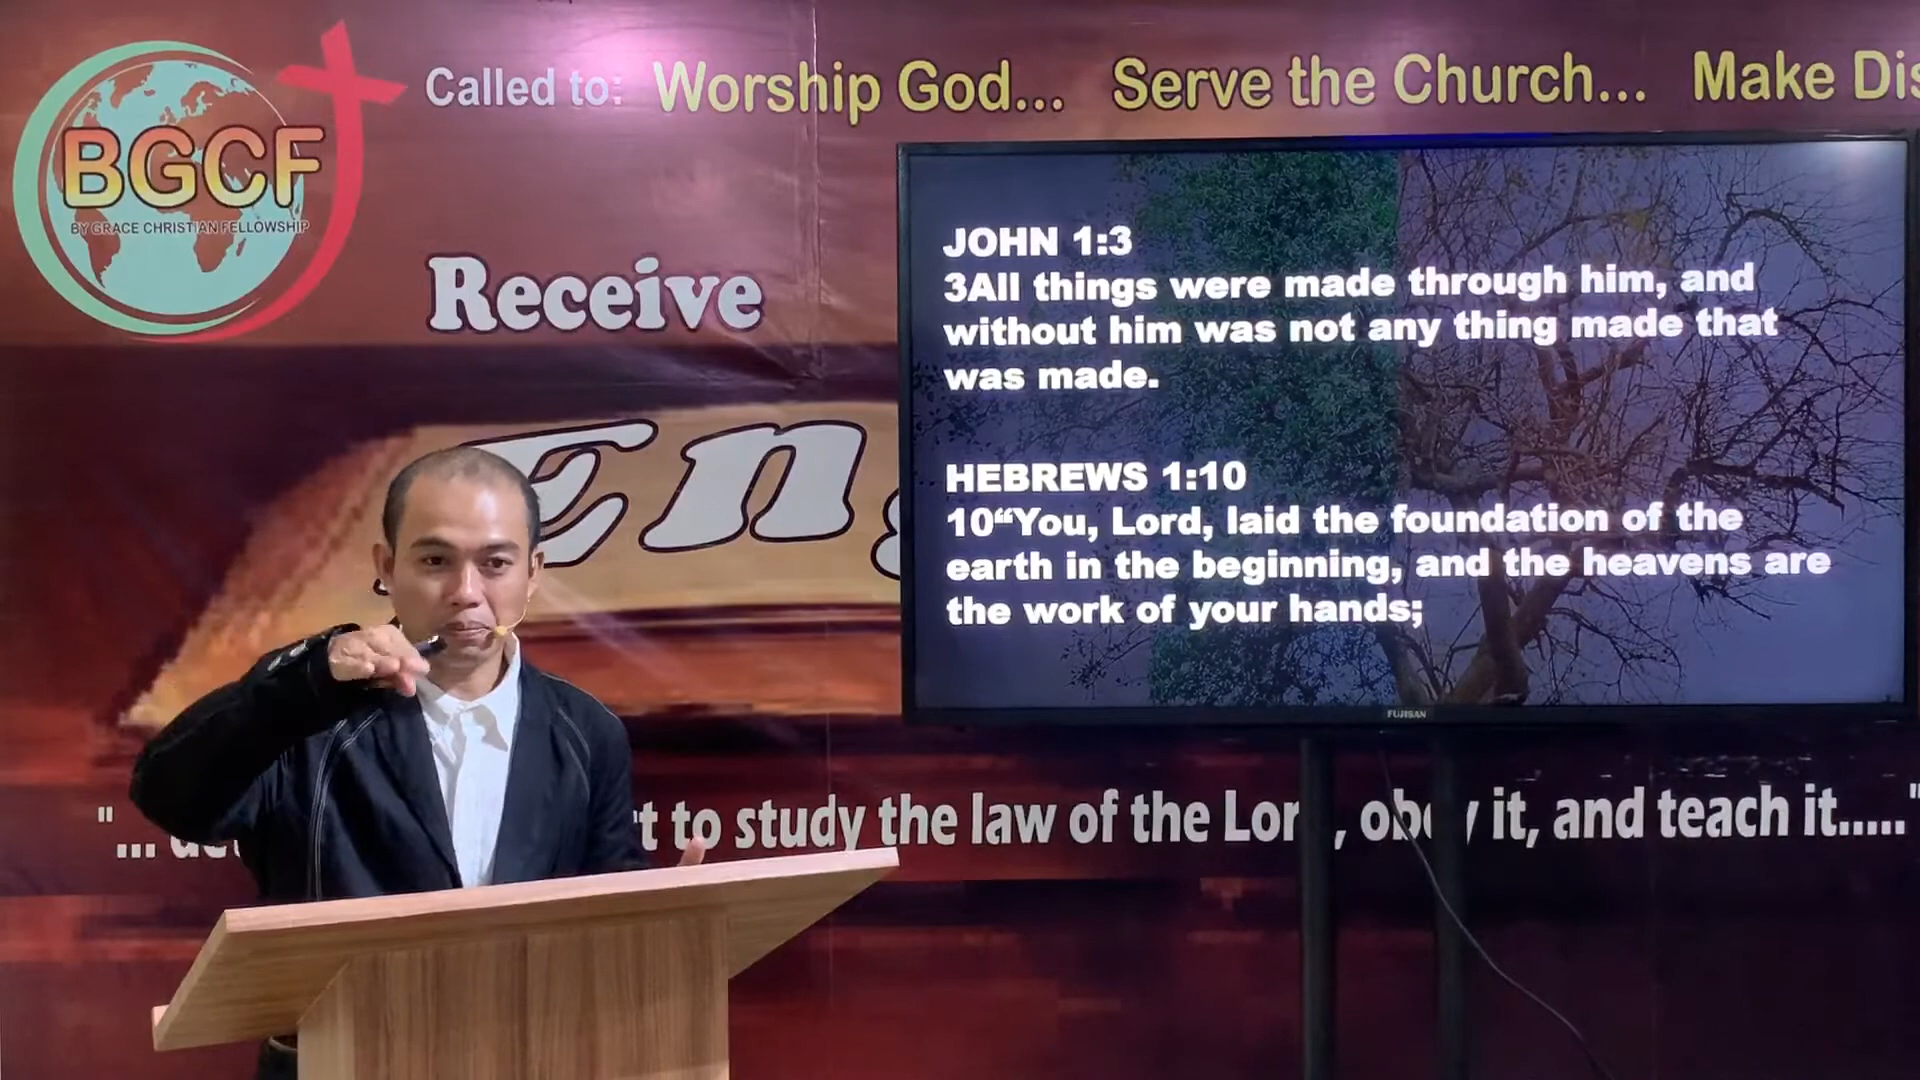 Called to: Worship God... Serve the Church... Make Dis
BGCF
BY GRACE CHRISTIAN FELLOWSHIP
Receive
Eng
JOHN 1:3
3All things were made through him, and
without him was not any thing made that
was made.
HEBREWS 1:10
10“You, Lord, laid the foundation of the
earth in the beginning, and the heavens are
the work of your hands;
FUJISAN
"... to study the law of the Lor , obey it, and teach it....."